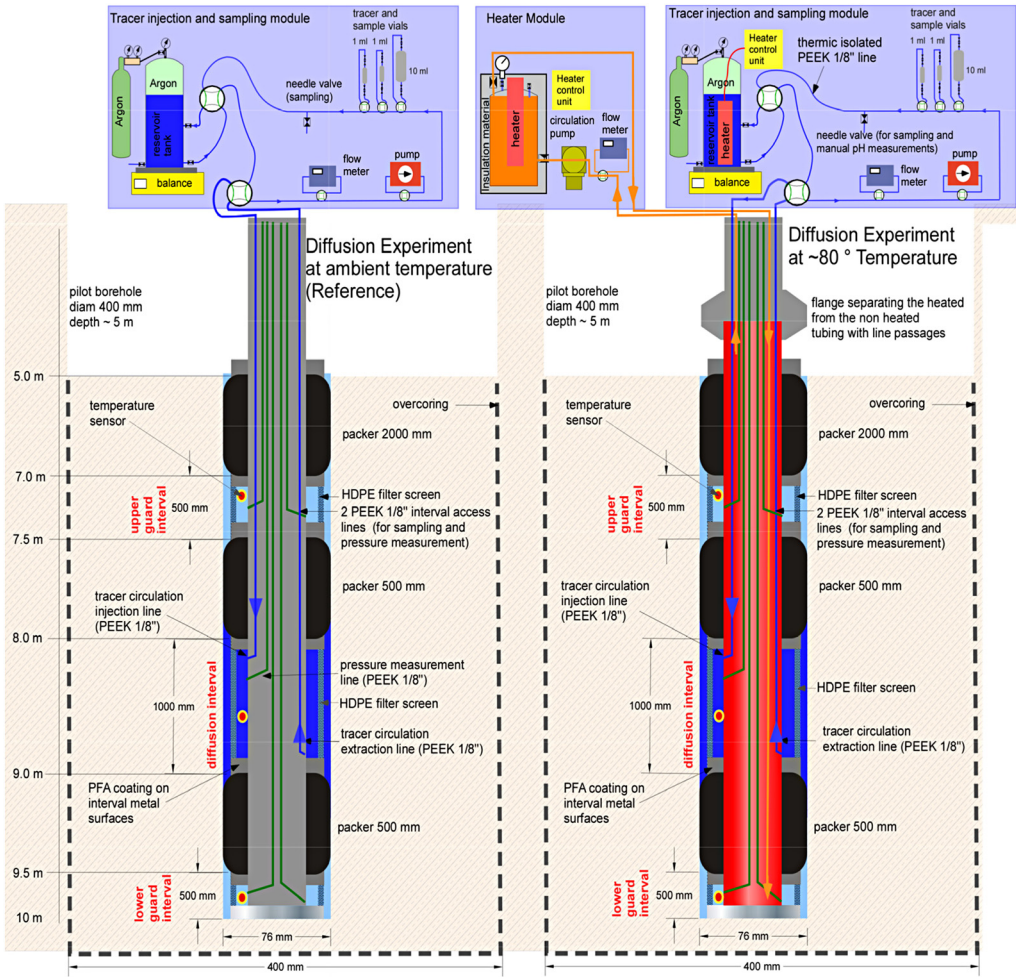 Tracer injection and sampling module
tracer and
sample vials
1 ml
1 ml
10 ml
needle valve
(sampling)
Argon
Argon
reservoir
tank
balance
flow
meter
pump
Heater Module
Insulation material
heater
Heater
control
unit
circulation
pump
flow
meter
Tracer injection and sampling module
Heater
control
unit
thermic isolated
PEEK 1/8" line
tracer and
sample vials
1 ml
1 ml
10 ml
Argon
Argon
reservoir tank
heater
balance
needle valve (for sampling and
manual pH measurements)
flow
meter
pump
Diffusion Experiment
at ambient temperature
(Reference)
pilot borehole
diam 400 mm
depth ~ 5 m
5.0 m
7.0 m
7.5 m
8.0 m
9.0 m
9.5 m
10 m
temperature
sensor
overcoring
packer 2000 mm
upper
guard
interval
500 mm
HDPE filter screen
2 PEEK 1/8" interval access
lines (for sampling and
pressure measurement)
packer 500 mm
tracer circulation
injection line
(PEEK 1/8")
pressure measurement
line (PEEK 1/8")
diffusion interval
1000 mm
HDPE filter screen
tracer circulation
extraction line (PEEK 1/8")
PFA coating on
interval metal
surfaces
packer 500 mm
lower
guard
interval
500 mm
76 mm
400 mm
Diffusion Experiment
at ~80 ° Temperature
pilot borehole
diam 400 mm
depth ~ 5 m
flange separating the heated
from the non heated
tubing with line passages
temperature
sensor
overcoring
packer 2000 mm
upper
guard
interval
500 mm
HDPE filter screen
2 PEEK 1/8" interval access
lines (for sampling and
pressure measurement)
packer 500 mm
tracer circulation
injection line
(PEEK 1/8")
diffusion interval
1000 mm
HDPE filter screen
tracer circulation
extraction line (PEEK 1/8")
PFA coating on
interval metal
surfaces
packer 500 mm
lower
guard
interval
500 mm
76 mm
400 mm